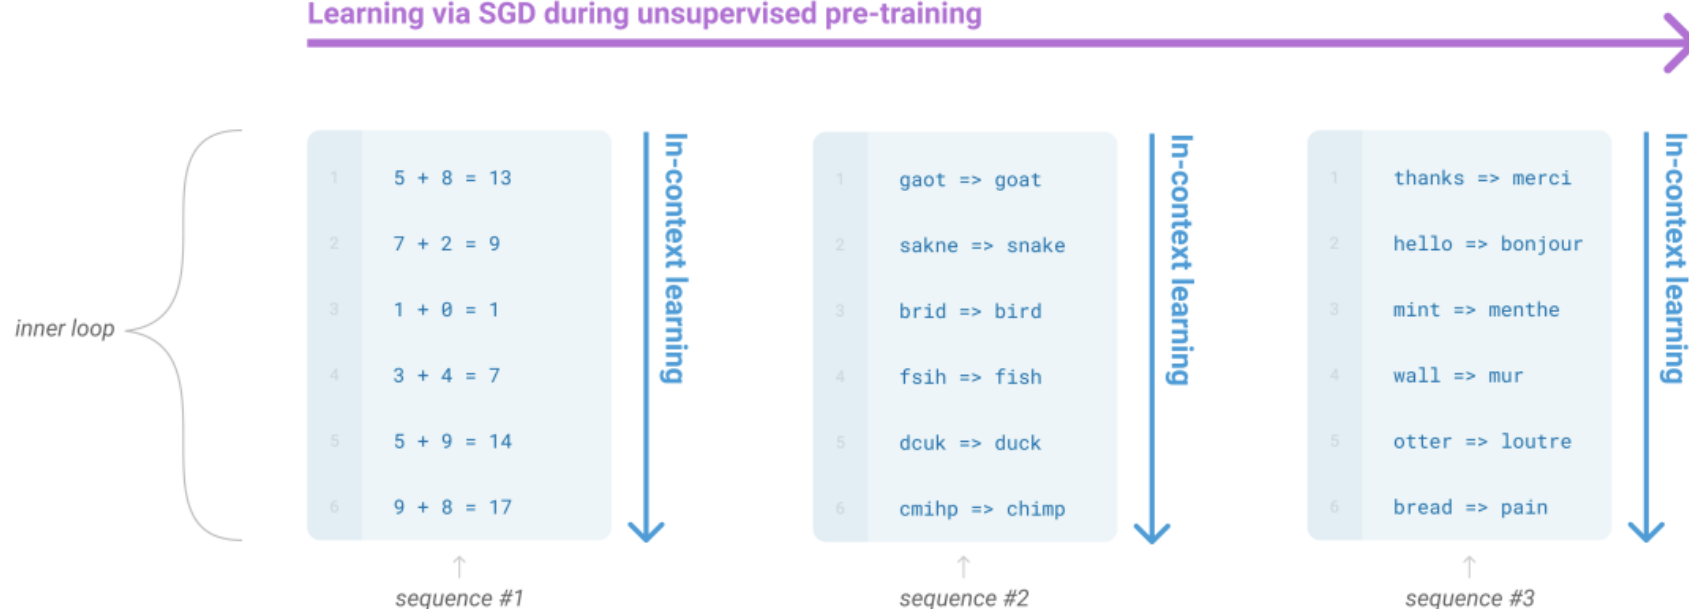 Learning via SGD during unsupervised pre-training
inner loop
1 5 + 8 = 13
2 7 + 2 = 9
3 1 + 0 = 1
4 3 + 4 = 7
5 5 + 9 = 14
6 9 + 8 = 17
In-context learning
sequence #1
1 gaot => goat
2 sakne => snake
3 brid => bird
4 fsih => fish
5 dcuk => duck
6 cmihp => chimp
In-context learning
sequence #2
1 thanks => merci
2 hello => bonjour
3 mint => menthe
4 wall => mur
5 otter => loutre
6 bread => pain
In-context learning
sequence #3